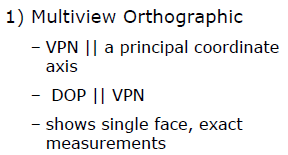 1) Multiview Orthographic
– VPN || a principal coordinate
axis
– DOP || VPN
– shows single face, exact
measurements